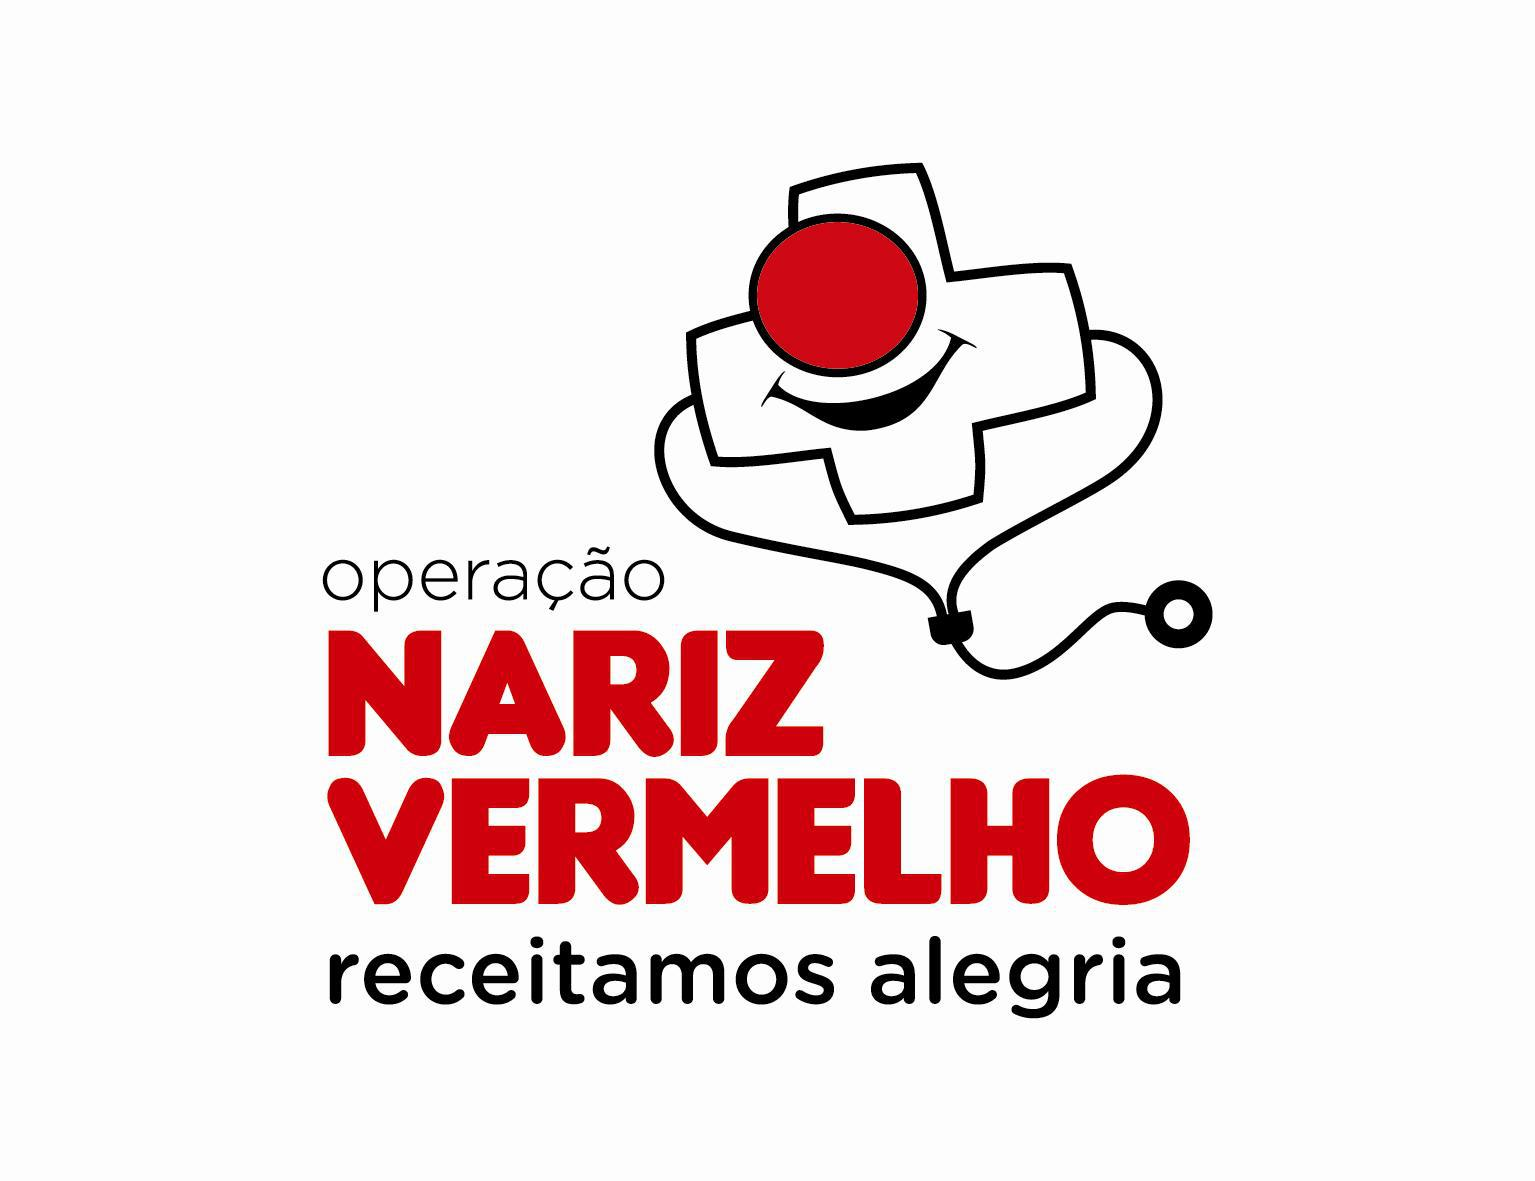 operação
NARIZ
VERMELHO
receitamos alegria